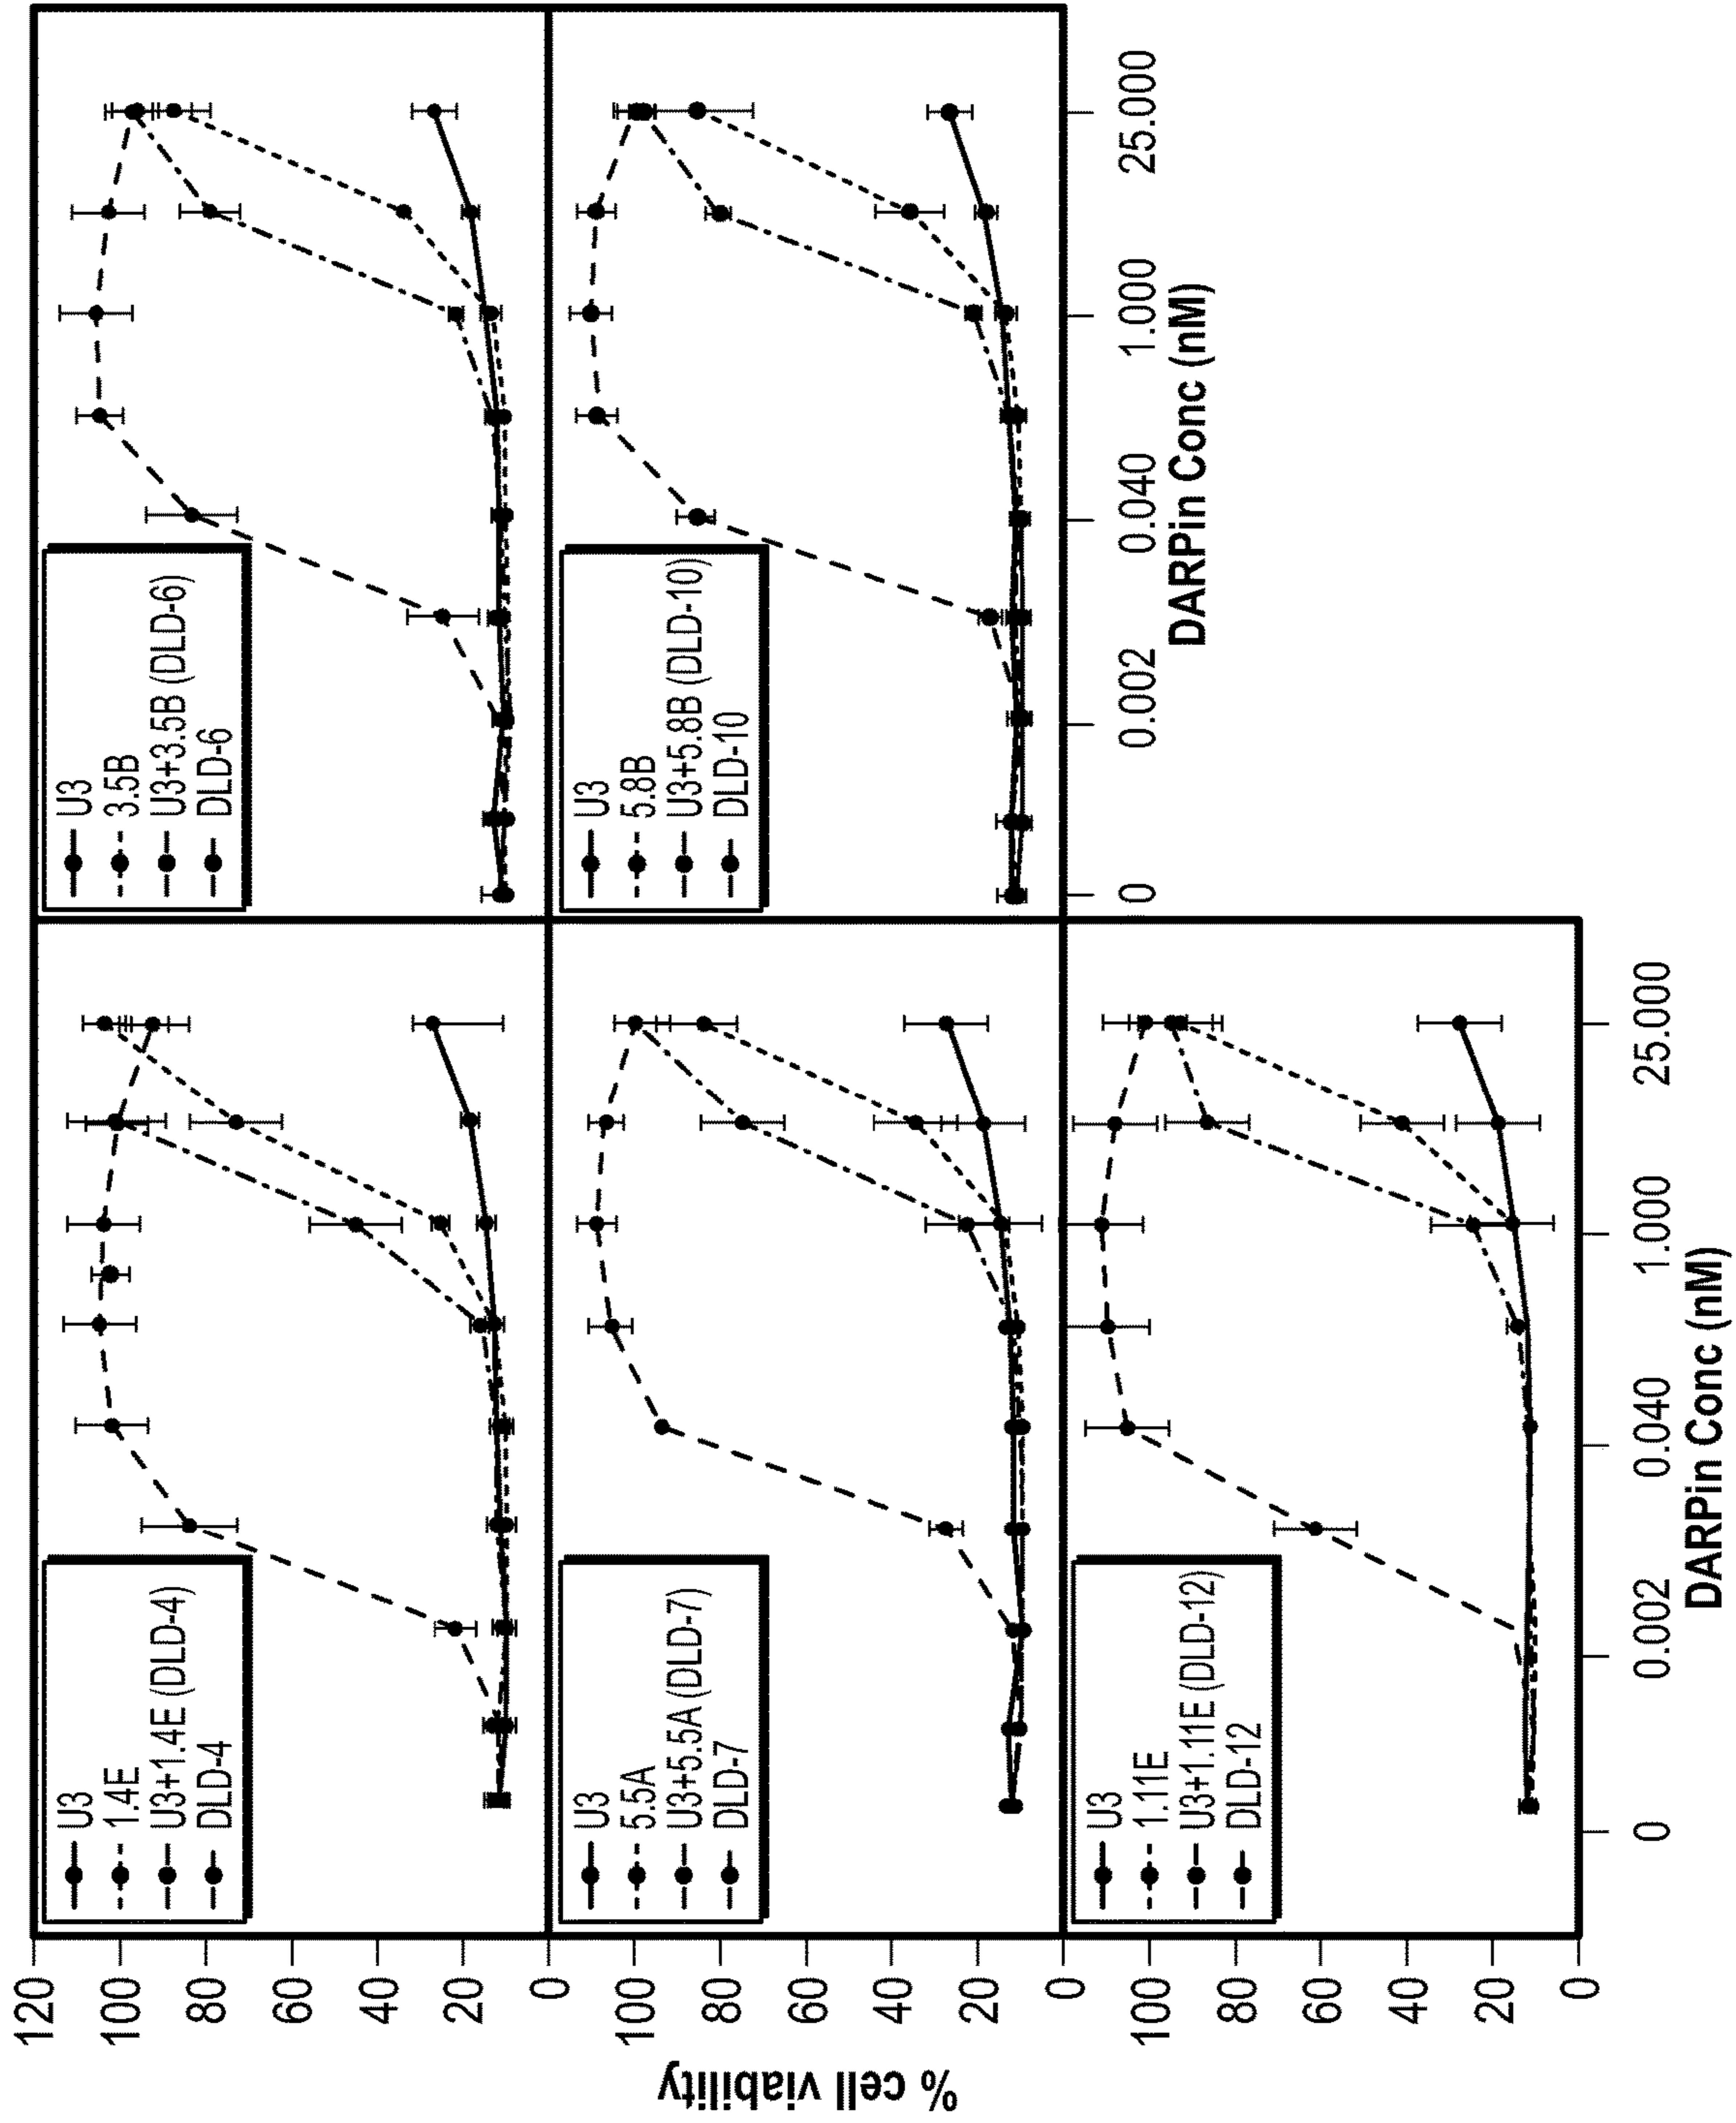 % cell viability
120
100
80
60
40
20
0
U3
1.4E
U3+1.4E (DLD-4)
DLD-4
U3
3.5B
U3+3.5B (DLD-6)
DLD-6
100
80
60
40
20
0
U3
5.5A
U3+5.5A (DLD-7)
DLD-7
U3
5.8B
U3+5.8B (DLD-10)
DLD-10
0
0.002
0.040
1.000
25.000
DARPin Conc (nM)
100
80
60
40
20
0
U3
1.11E
U3+1.11E (DLD-12)
DLD-12
0
0.002
0.040
1.000
25.000
DARPin Conc (nM)